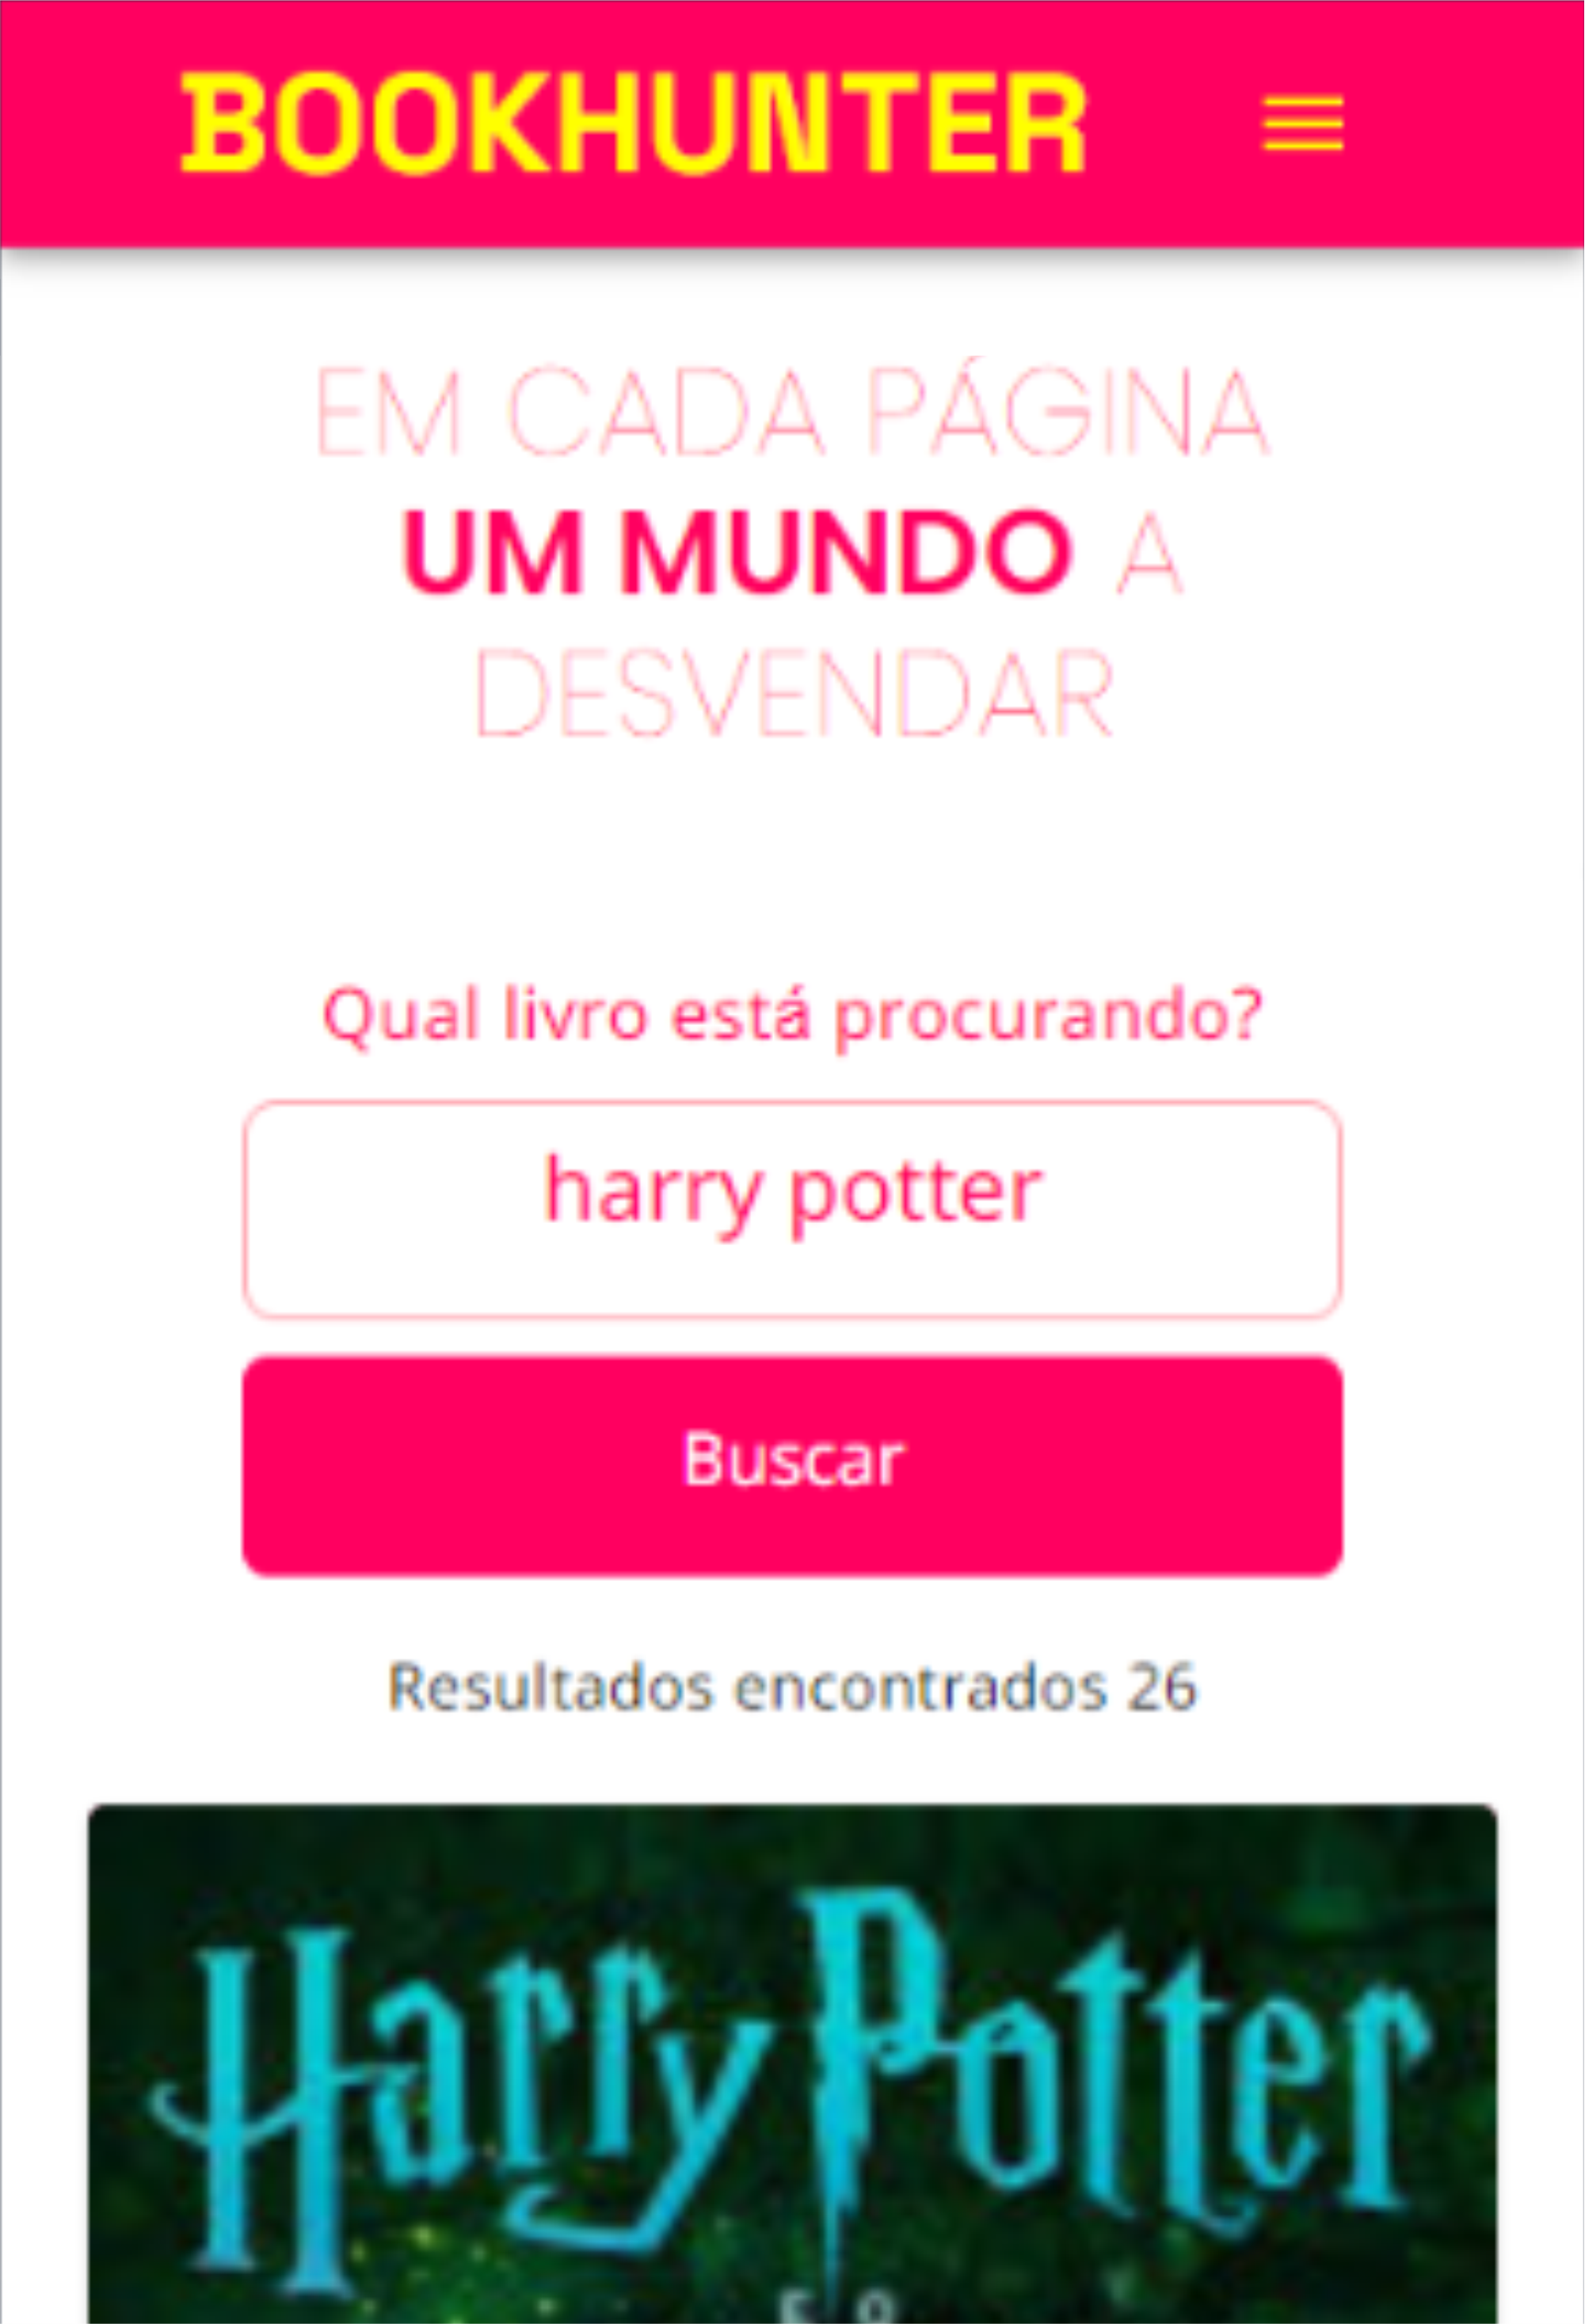 BOOKHUNTER
EM CADA PÁGINA
UM MUNDO A
DESVENDAR
Qual livro está procurando?
harry potter
Buscar
Resultados encontrados 26
Harry Potter
E O